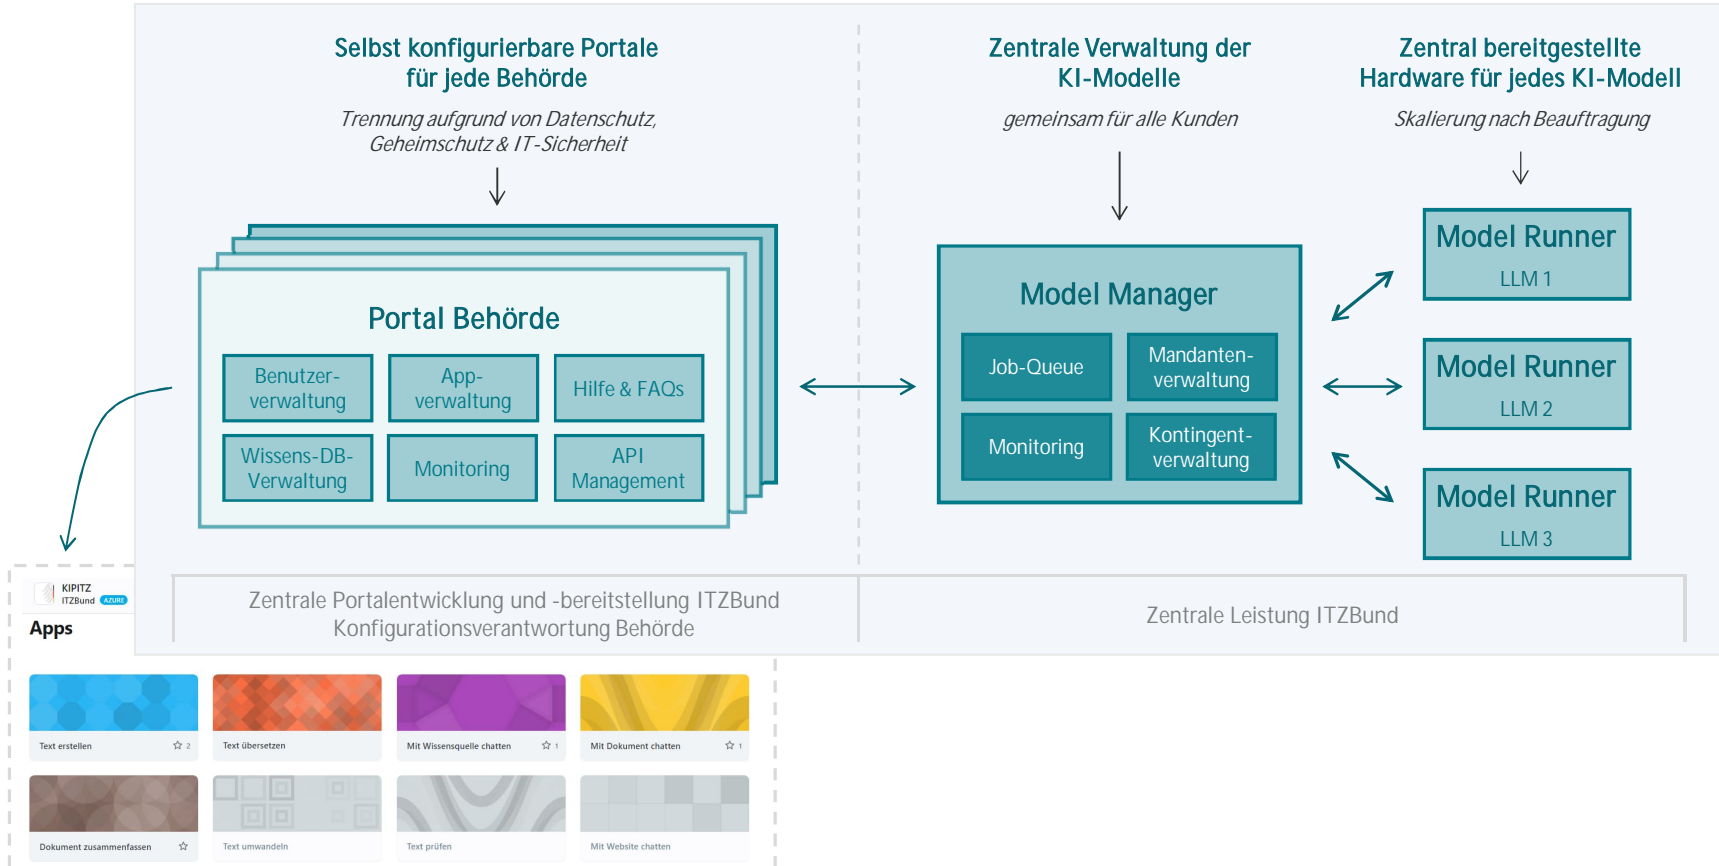 Selbst konfigurierbare Portale
für jede Behörde
Trennung aufgrund von Datenschutz,
Geheimschutz & IT-Sicherheit
Zentrale Verwaltung der
KI-Modelle
gemeinsam für alle Kunden
Zentral bereitgestellte
Hardware für jedes KI-Modell
Skalierung nach Beauftragung
Portal Behörde
Benutzer-
verwaltung
App-
verwaltung
Hilfe & FAQs
Wissens-DB-
Verwaltung
Monitoring
API
Management
Model Manager
Job-Queue
Mandanten-
verwaltung
Monitoring
Kontingent-
verwaltung
Model Runner
LLM 1
Model Runner
LLM 2
Model Runner
LLM 3
Zentrale Portalentwicklung und -bereitstellung ITZBund
Konfigurationsverantwortung Behörde
Zentrale Leistung ITZBund
KIPITZ
ITZBund AZURE
Apps
Text erstellen 2
Text übersetzen
Mit Wissensquelle chatten 1
Mit Dokument chatten 1
Dokument zusammenfassen
Text umwandeln
Text prüfen
Mit Website chatten